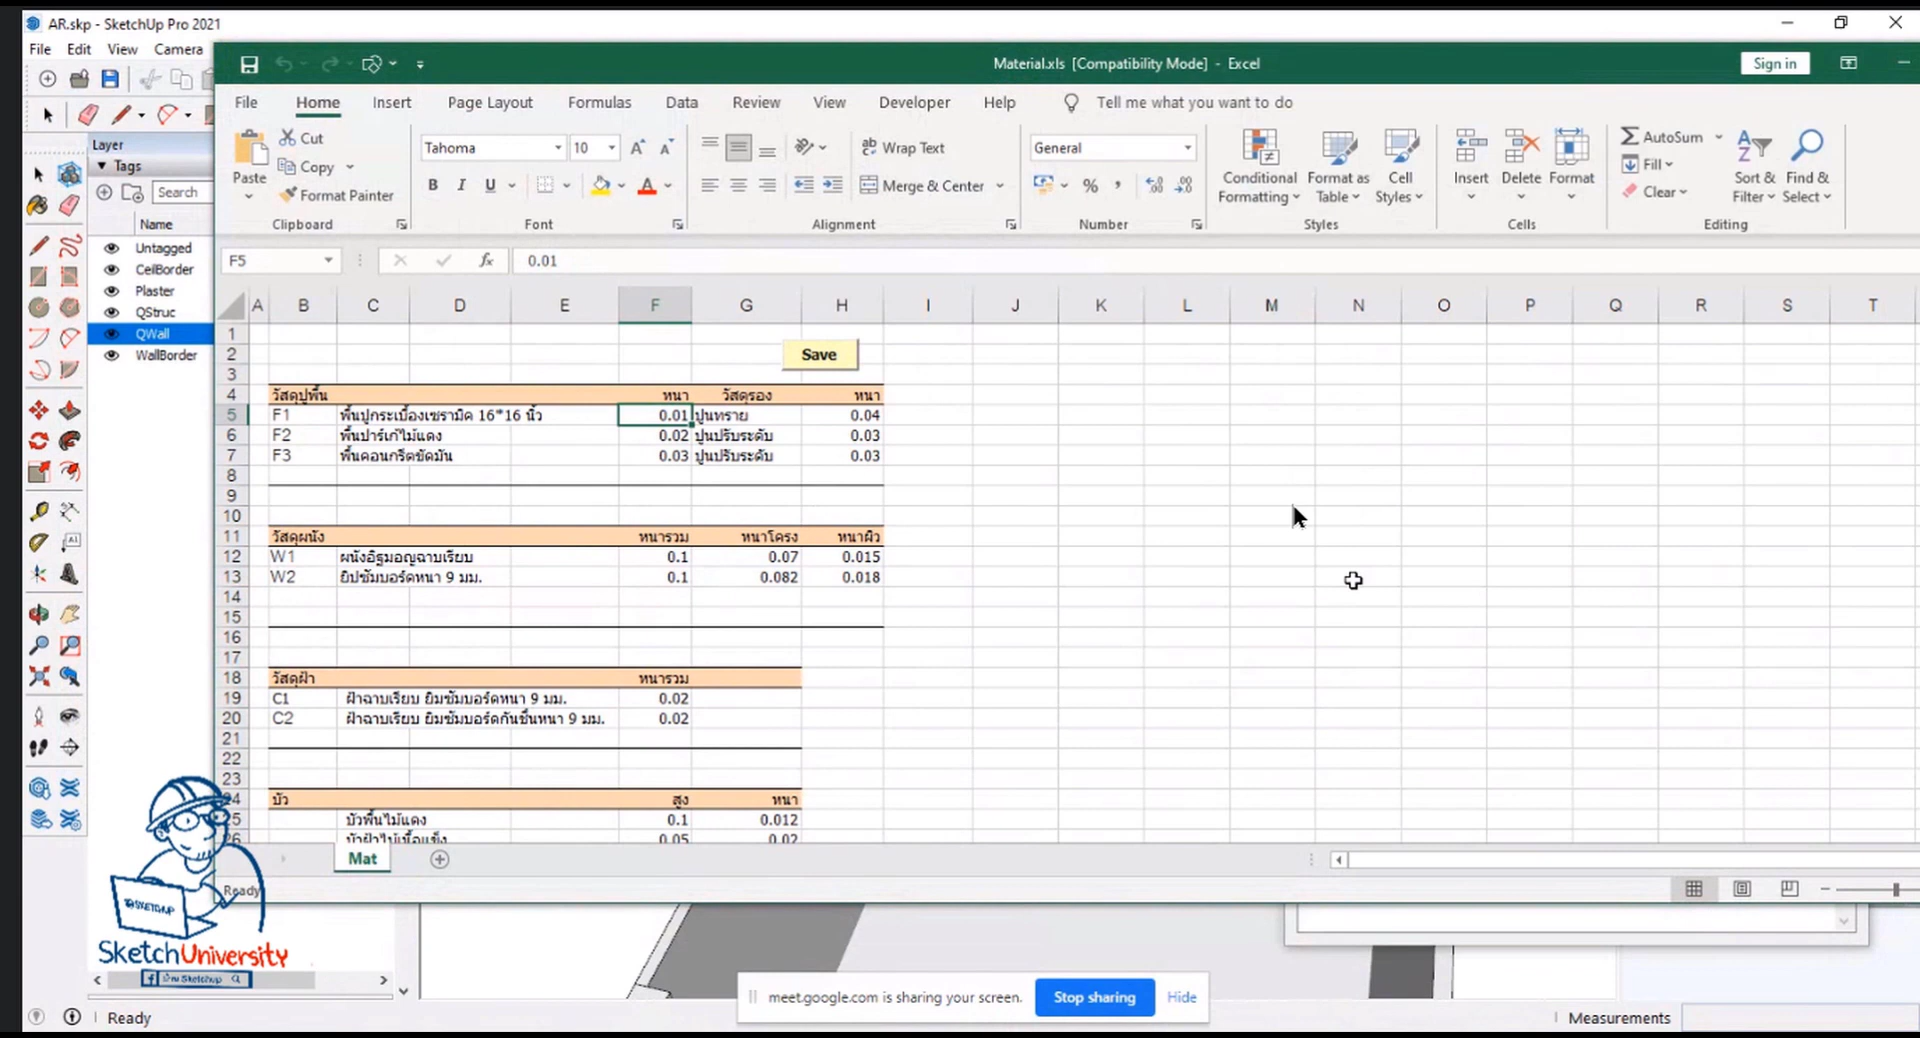 AR.skp - SketchUp Pro 2021
File Edit View Camera
Material.xls [Compatibility Mode] - Excel
Sign in
File Home Insert Page Layout Formulas Data Review View Developer Help Tell me what you want to do
Layer
Tags
Search
Name
Untagged
CeilBorder
Plaster
QStruc
QWall
WallBorder
Paste
Cut
Copy
Format Painter
Clipboard
Tahoma 10
B I U
Font
Wrap Text
Merge & Center
Alignment
General
%
Number
Conditional Formatting
Format as Table
Cell Styles
Styles
Insert Delete Format
Cells
AutoSum
Fill
Clear
Sort & Filter
Find & Select
Editing
F5 fx 0.01
A B C D E F G H I J K L M N O P Q R S T
1
2 Save
3
4 วัสดุปูพื้น หนา วัสดุรอง หนา
5 F1 พื้นปูกระเบื้องเซรามิค 16*16 นิ้ว 0.01 ปูนทราย 0.04
6 F2 พื้นปาร์เก้ไม้แดง 0.02 ปูนปรับระดับ 0.03
7 F3 พื้นคอนกรีตขัดมัน 0.03 ปูนปรับระดับ 0.03
8
9
10
11 วัสดุผนัง หนารวม หนาโครง หนาผิว
12 W1 ผนังอิฐมอญฉาบเรียบ 0.1 0.07 0.015
13 W2 ยิปซัมบอร์ดหนา 9 มม. 0.1 0.082 0.018
14
15
16
17
18 วัสดุฝ้า หนารวม
19 C1 ฝ้าฉาบเรียบ ยิมซัมบอร์ดหนา 9 มม. 0.02
20 C2 ฝ้าฉาบเรียบ ยิมซัมบอร์ดกันชื้นหนา 9 มม. 0.02
21
22
23
24 บัว สูง หนา
25 บัวพื้นไม้แดง 0.1 0.012
26 บัวฝ้าไม้เนื้อแข็ง 0.05 0.02
Mat
Ready
SketchUniversity
บ้าน Sketchup
meet.google.com is sharing your screen. Stop sharing Hide
Ready
Measurements